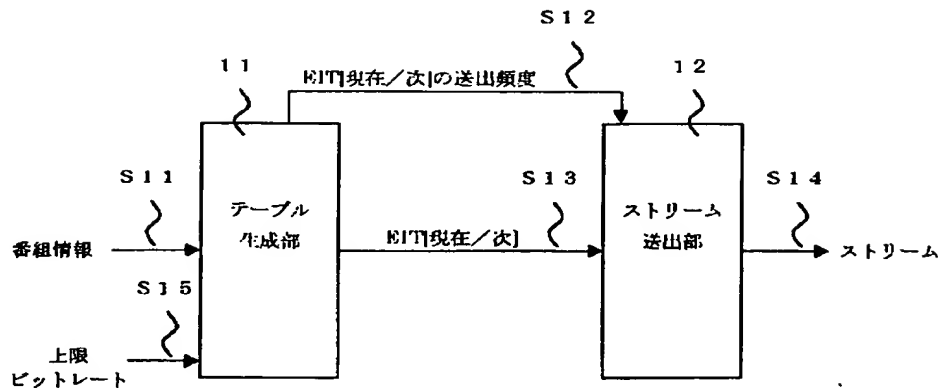 S12
11
EIT[現在/次]の送出頻度
12
S11
S13
S14
テーブル
生成部
ストリーム
送出部
番組情報
EIT[現在/次]
ストリーム
S15
上限
ビットレート